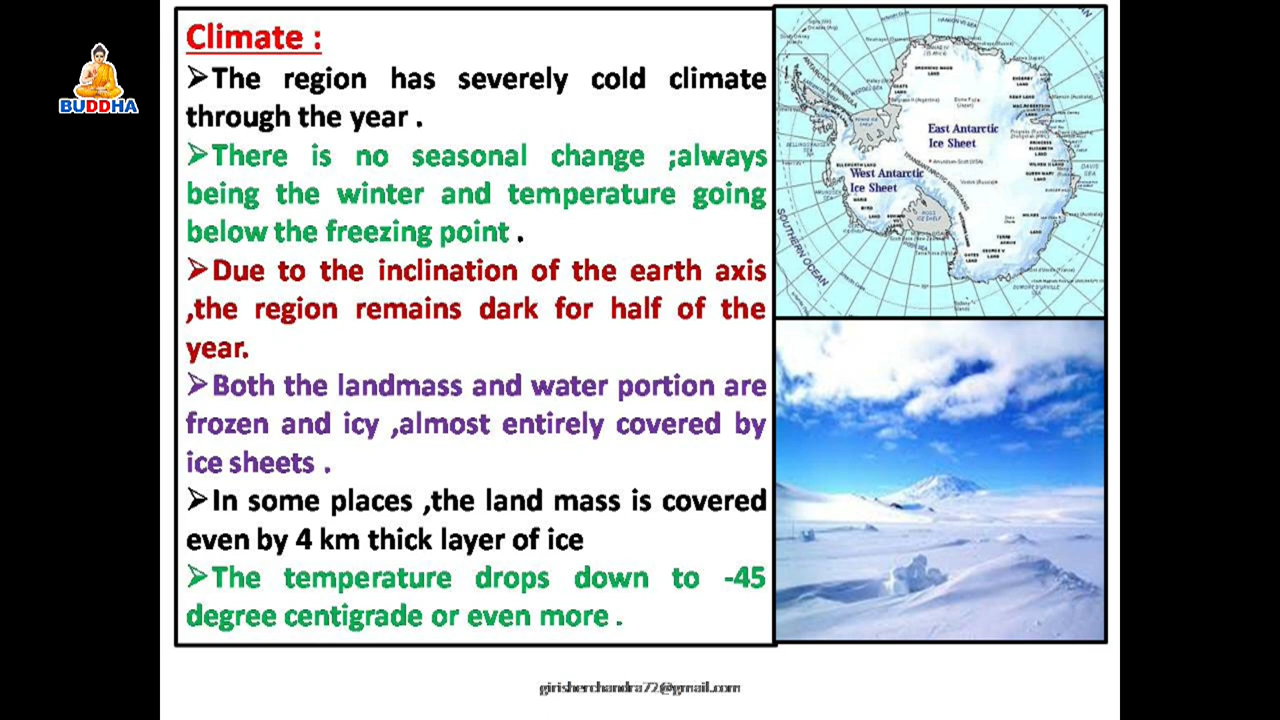 BUDDHA
Climate :
➢The region has severely cold climate
through the year .
➢There is no seasonal change ;always
being the winter and temperature going
below the freezing point .
➢Due to the inclination of the earth axis
,the region remains dark for half of the
year.
➢Both the landmass and water portion are
frozen and icy ,almost entirely covered by
ice sheets .
➢In some places ,the land mass is covered
even by 4 km thick layer of ice
➢The temperature drops down to -45
degree centigrade or even more .
East Antarctic
Ice Sheet
West Antarctic
Ice Sheet
SOUTHERN OCEAN
girisherchandra72@gmail.com